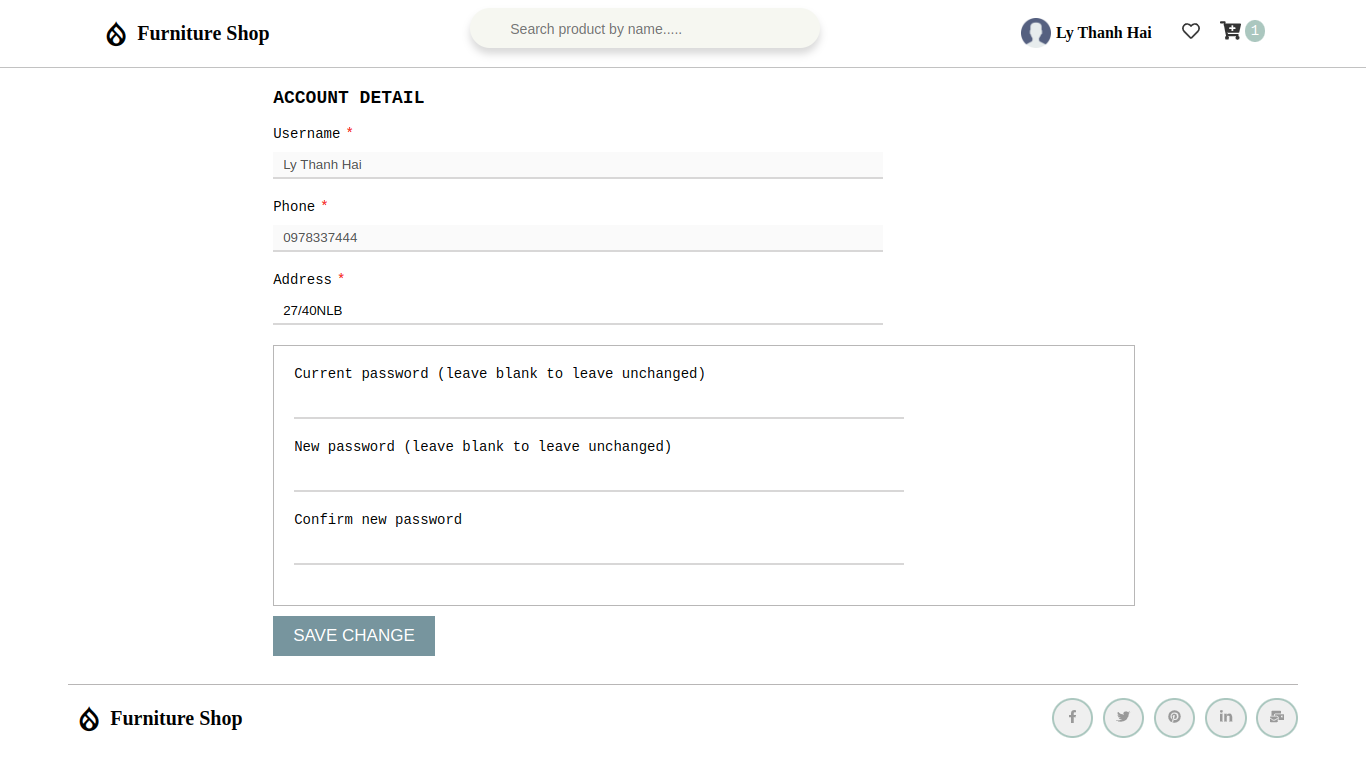 Furniture Shop
Search product by name.....
Ly Thanh Hai
1
ACCOUNT DETAIL
Username *
Ly Thanh Hai
Phone *
0978337444
Address *
27/40NLB
Current password (leave blank to leave unchanged)
New password (leave blank to leave unchanged)
Confirm new password
SAVE CHANGE
Furniture Shop